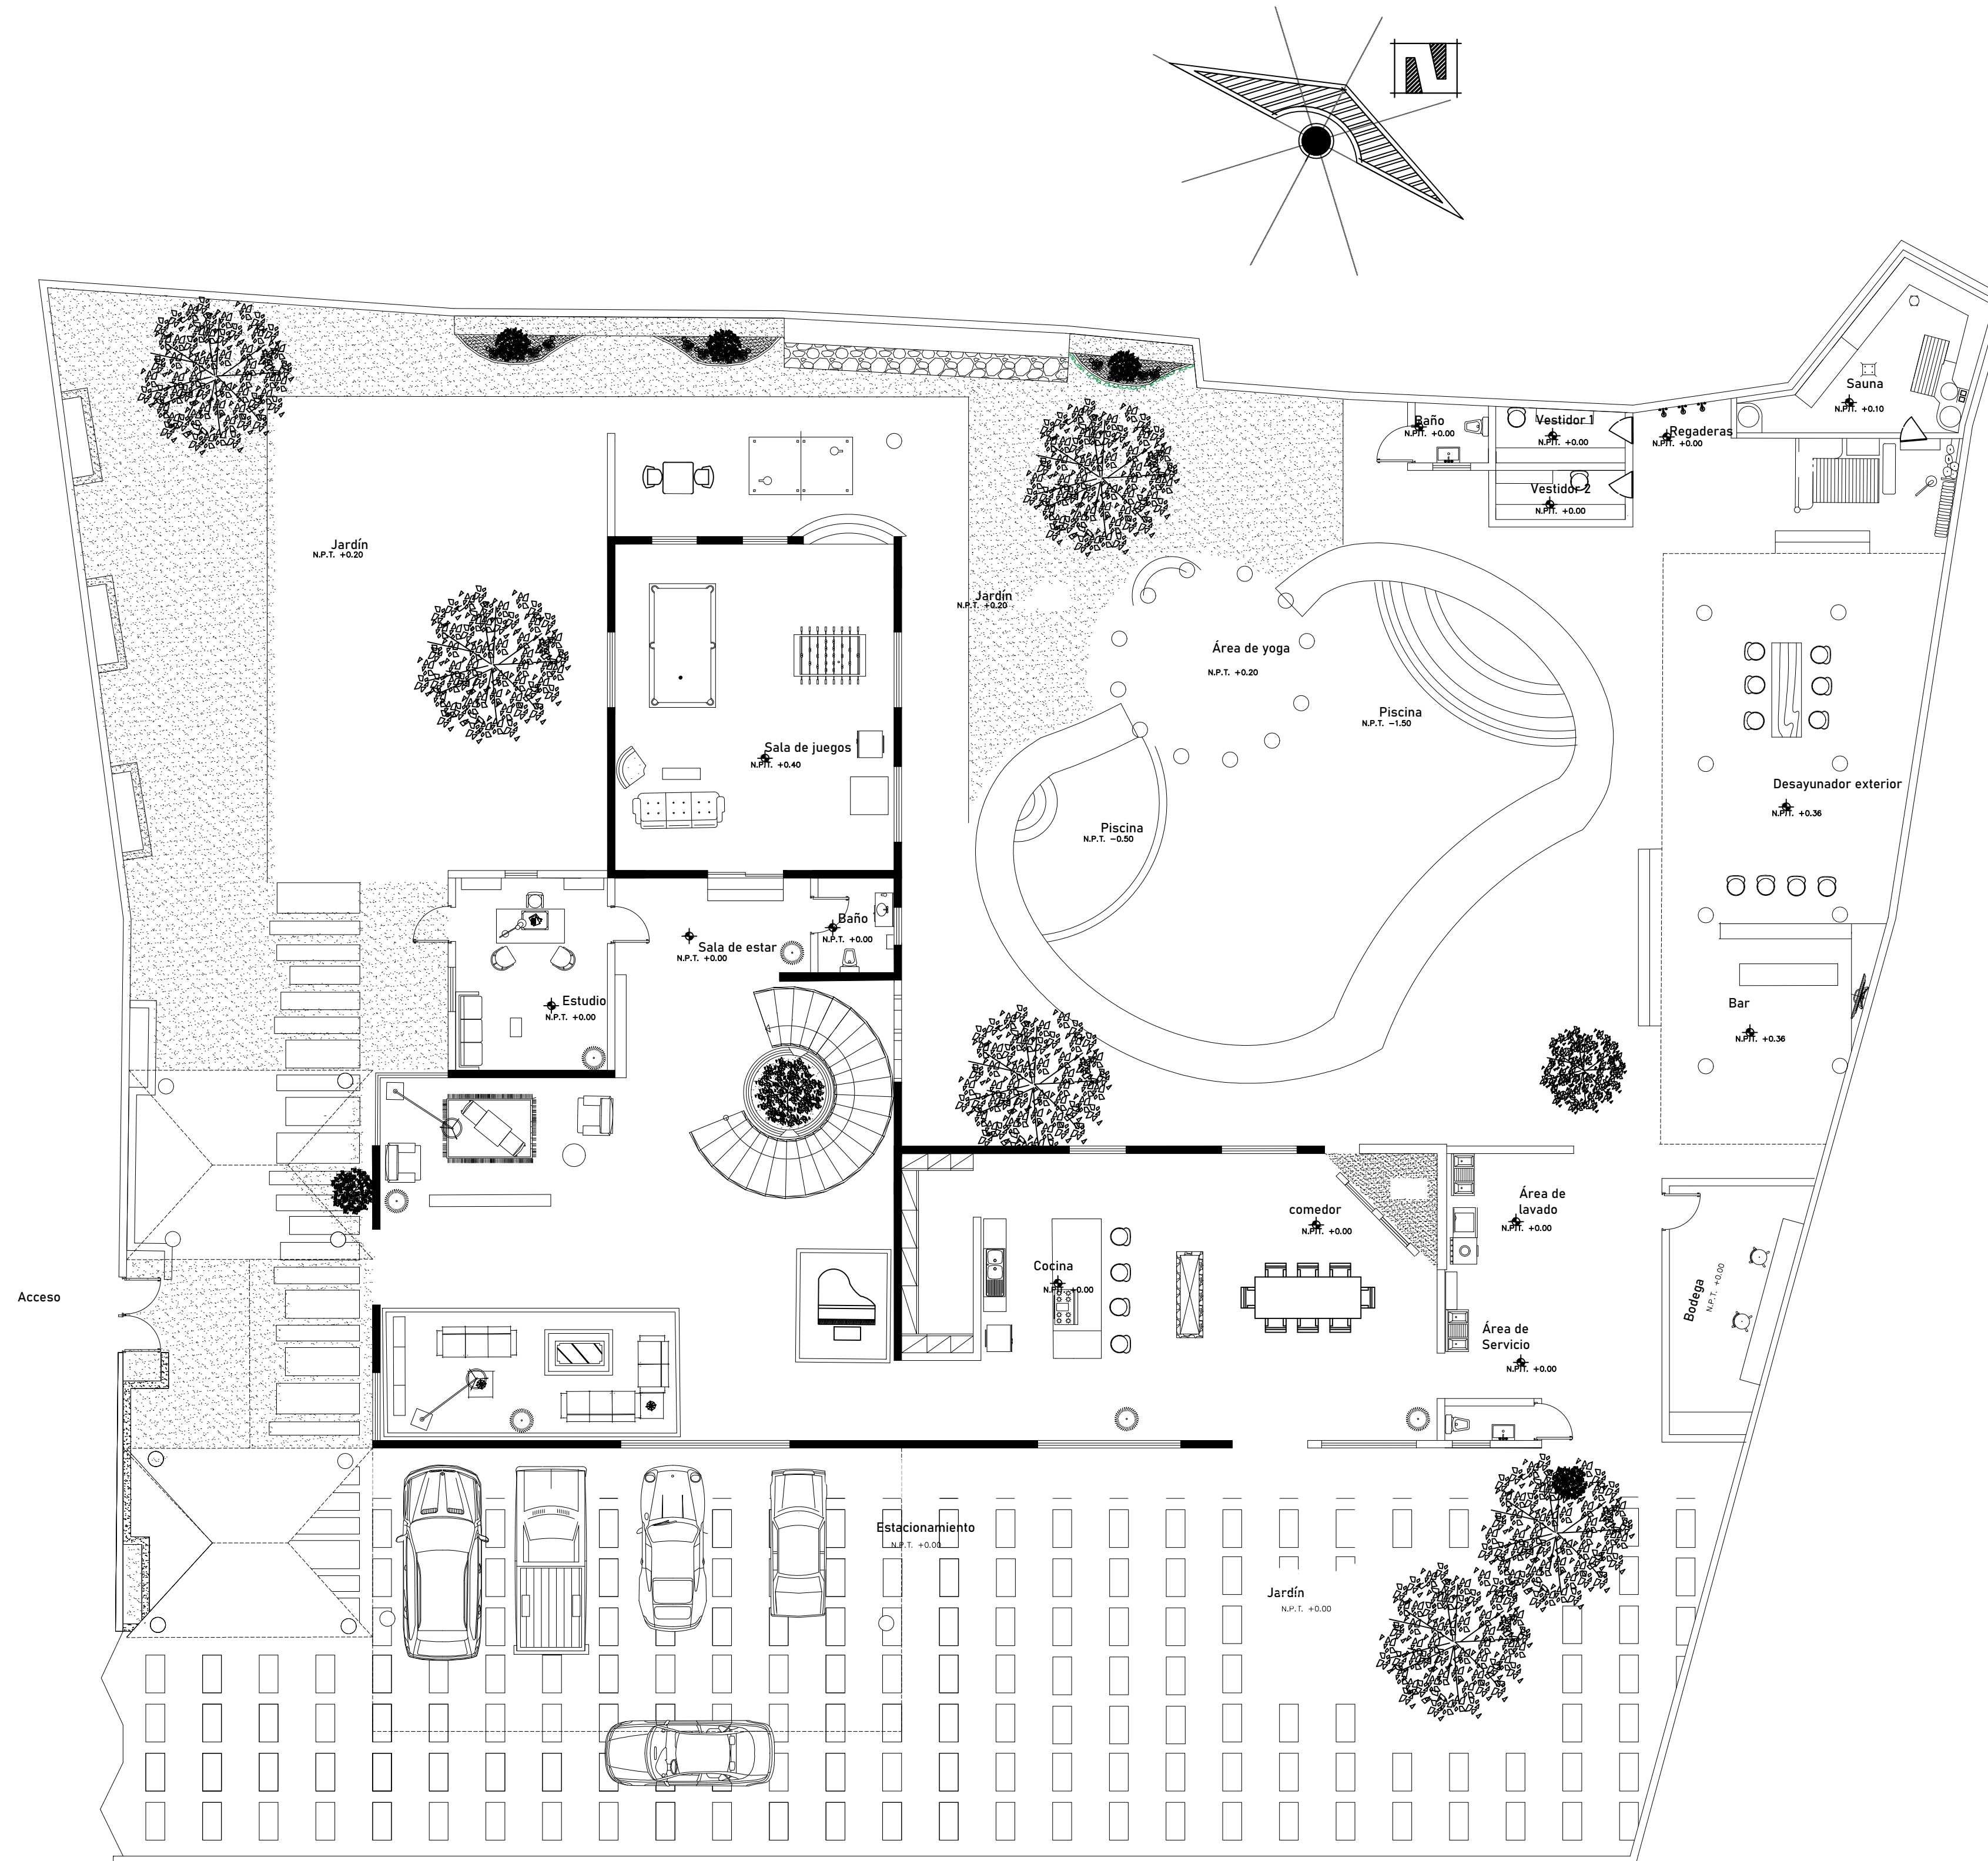 N
Sauna
N.P.T. +0.10
Baño
N.P.T. +0.00
Vestidor 1
N.P.T. +0.00
Regaderas
N.P.T. +0.00
Vestidor 2
N.P.T. +0.00
Jardín
N.P.T. +0.20
Jardín
N.P.T. +0.20
Área de yoga
N.P.T. +0.20
Piscina
N.P.T. -1.50
Sala de juegos
N.P.T. +0.40
Desayunador exterior
N.P.T. +0.36
Piscina
N.P.T. -0.50
Baño
N.P.T. +0.00
Sala de estar
N.P.T. +0.00
Estudio
N.P.T. +0.00
Bar
N.P.T. +0.36
Área de
lavado
N.P.T. +0.00
comedor
N.P.T. +0.00
Cocina
N.P.T. +0.00
Bodega
N.P.T. +0.00
Acceso
Área de
Servicio
N.P.T. +0.00
Estacionamiento
N.P.T. +0.00
Jardín
N.P.T. +0.00